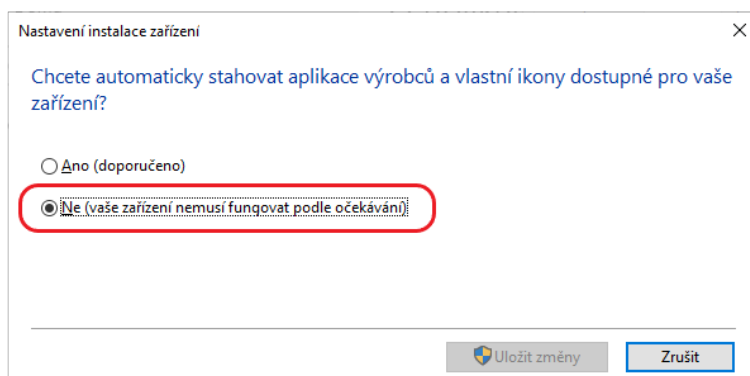 Nastavení instalace zařízení
Chcete automaticky stahovat aplikace výrobců a vlastní ikony dostupné pro vaše
zařízení?
Ano (doporučeno)
Ne (vaše zařízení nemusí fungovat podle očekávání)
Uložit změny
Zrušit